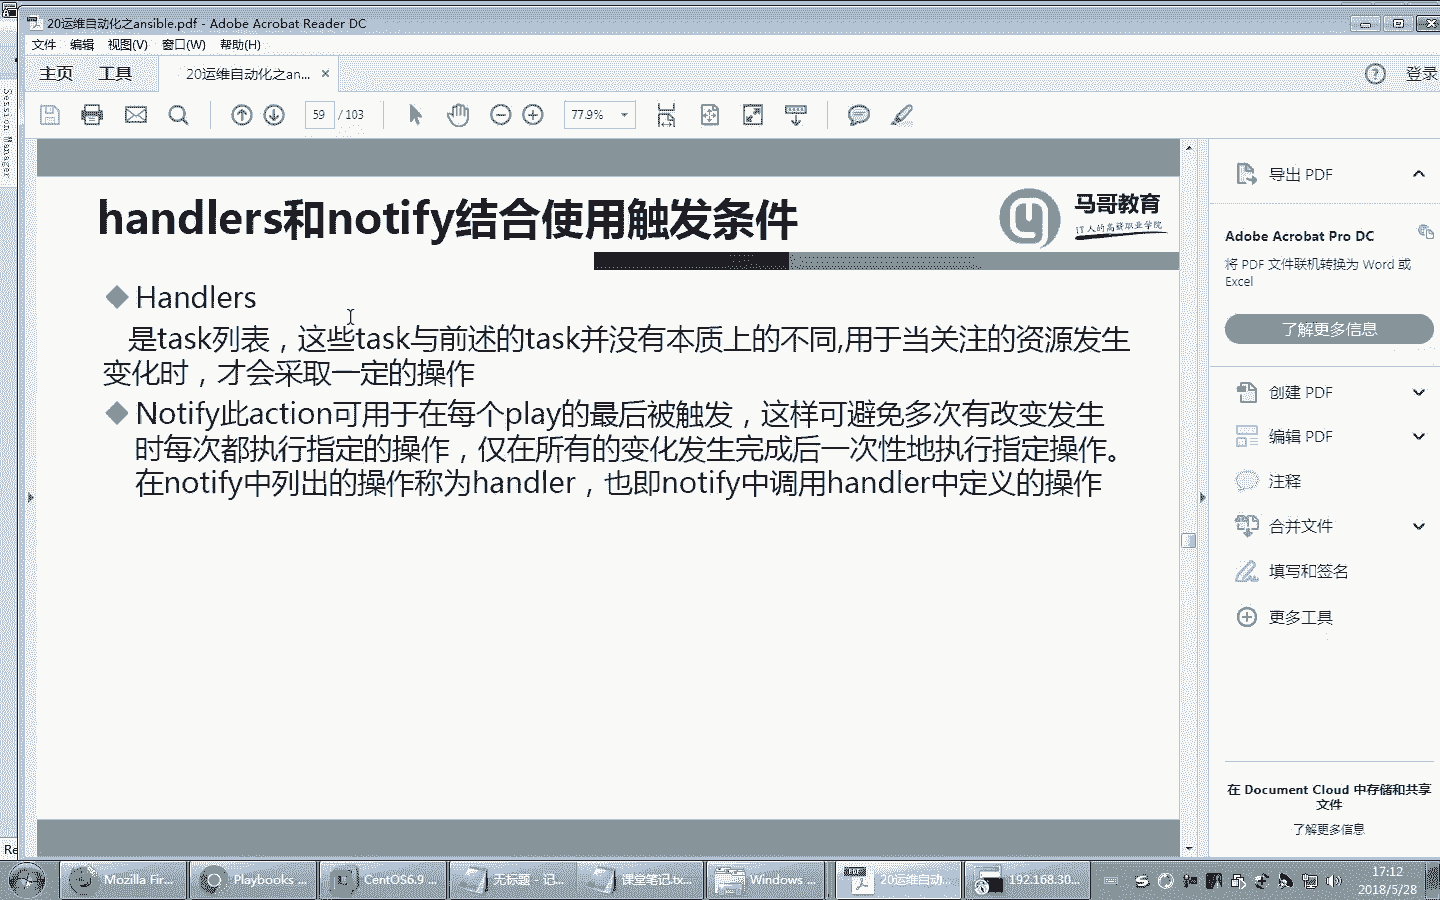 20运维自动化之ansible.pdf - Adobe Acrobat Reader DC
文件 编辑 视图(V) 窗口(W) 帮助(H)
主页 工具 20运维自动化之an... × 登录
59 / 103 77.9%
Session Manager
handlers和notify结合使用触发条件
马哥教育
IT人的高薪职业学院
Handlers
是task列表，这些task与前述的task并没有本质上的不同,用于当关注的资源发生
变化时，才会采取一定的操作
Notify此action可用于在每个play的最后被触发，这样可避免多次有改变发生
时每次都执行指定的操作，仅在所有的变化发生完成后一次性地执行指定操作。
在notify中列出的操作称为handler，也即notify中调用handler中定义的操作
导出 PDF
Adobe Acrobat Pro DC
将 PDF 文件联机转换为 Word 或
Excel
了解更多信息
创建 PDF
编辑 PDF
注释
合并文件
填写和签名
更多工具
在 Document Cloud 中存储和共享
文件
了解更多信息
Re
Mozilla Fir... Playbooks ... CentOS6.9 ... 无标题 - 记... 课堂笔记.tx... Windows ... 20运维自动... 192.168.30...
17:12
2018/5/28